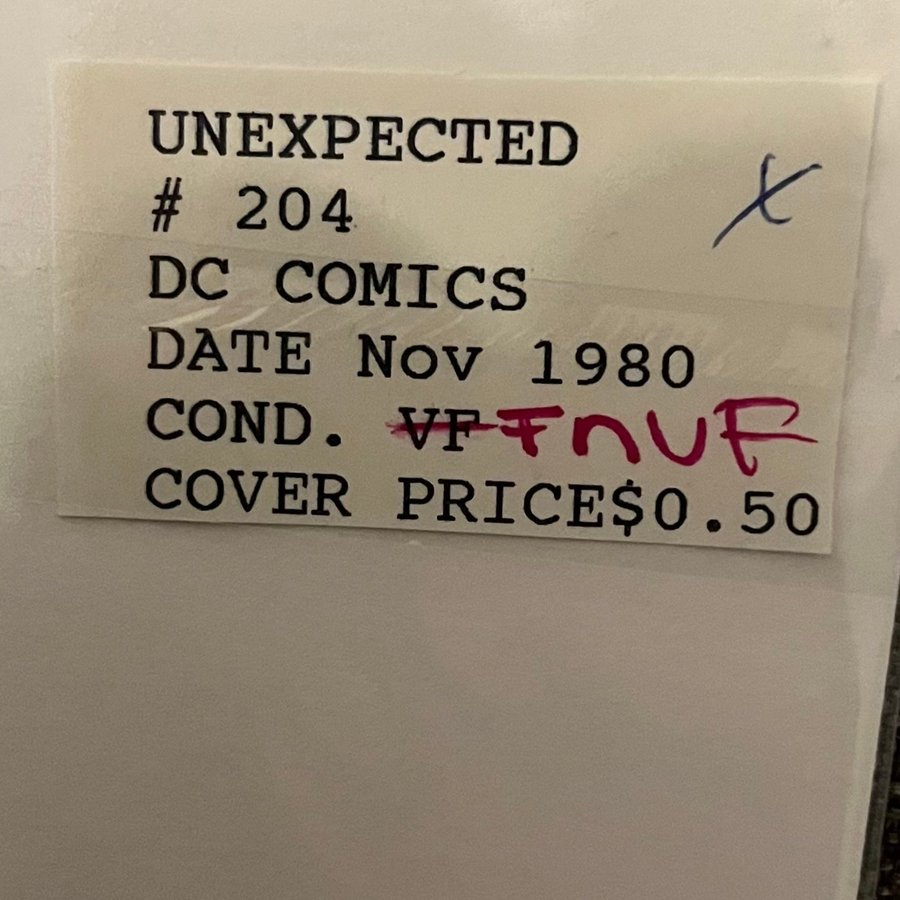 UNEXPECTED
# 204
DC COMICS
DATE Nov 1980
COND. VF FnVF
COVER PRICE$0.50